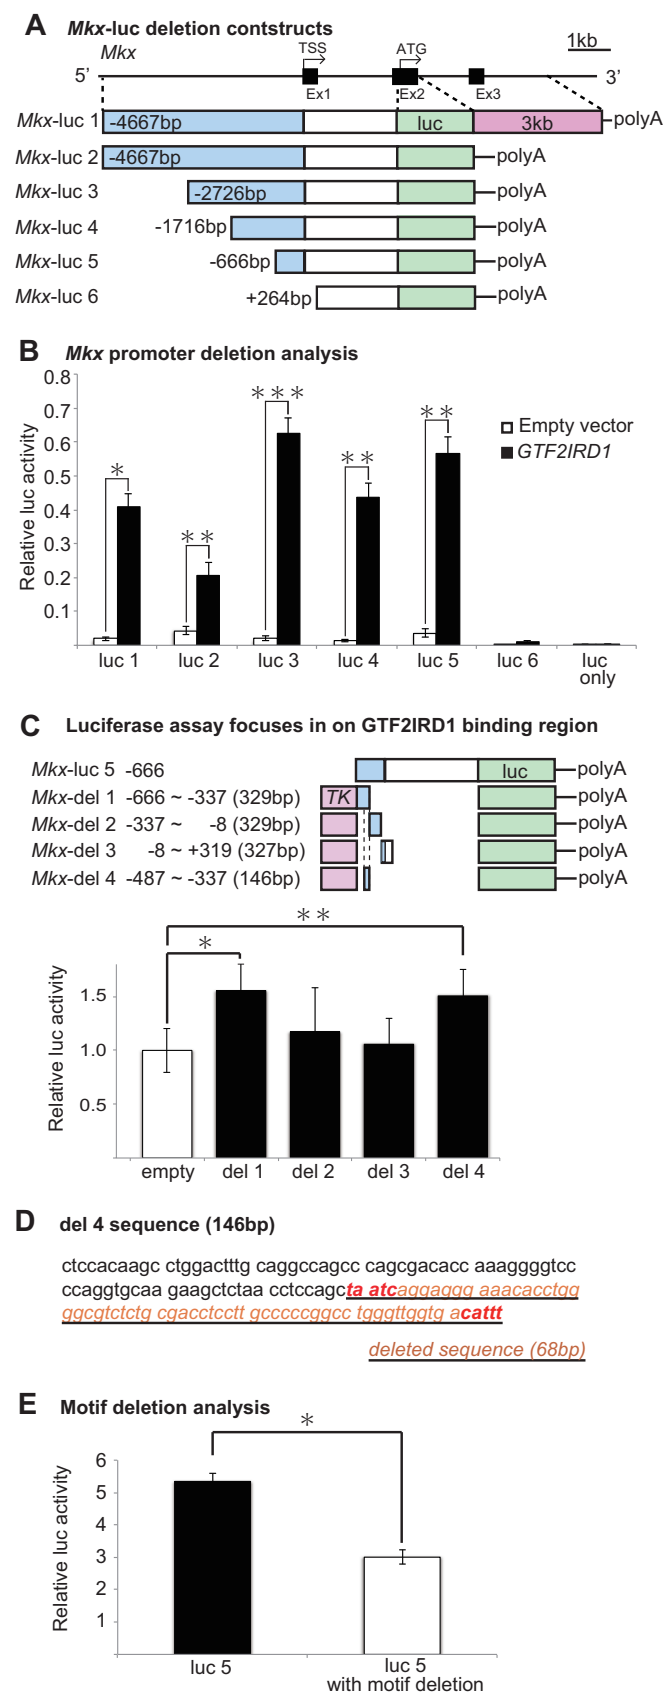 A Mkx-luc deletion contstructs
Mkx
TSS
ATG
1kb
5’
3’
Ex1
Ex2
Ex3
Mkx-luc 1 -4667bp luc 3kb polyA
Mkx-luc 2 -4667bp polyA
Mkx-luc 3 -2726bp polyA
Mkx-luc 4 -1716bp polyA
Mkx-luc 5 -666bp polyA
Mkx-luc 6 +264bp polyA
B Mkx promoter deletion analysis
Relative luc activity
0.8
0.7
0.6
0.5
0.4
0.3
0.2
0.1
*
**
***
**
**
Empty vector
GTF2IRD1
luc 1 luc 2 luc 3 luc 4 luc 5 luc 6 luc only
C Luciferase assay focuses in on GTF2IRD1 binding region
Mkx-luc 5 -666 luc polyA
Mkx-del 1 -666 ~ -337 (329bp) TK polyA
Mkx-del 2 -337 ~ -8 (329bp) polyA
Mkx-del 3 -8 ~ +319 (327bp) polyA
Mkx-del 4 -487 ~ -337 (146bp) polyA
**
*
Relative luc activity
1.5
1.0
0.5
empty del 1 del 2 del 3 del 4
D del 4 sequence (146bp)
ctccacaagc ctggactttg caggccagcc cagcgacacc aaaggggtcc
ccaggtgcaa gaagctctaa cctccagcta atcaggaggg aaacacctgg
ggcgtctctg cgacctcctt gcccccggcc tgggttggtg acattt
deleted sequence (68bp)
E Motif deletion analysis
*
Relative luc activity
6
5
4
3
2
1
luc 5
luc 5
with motif deletion